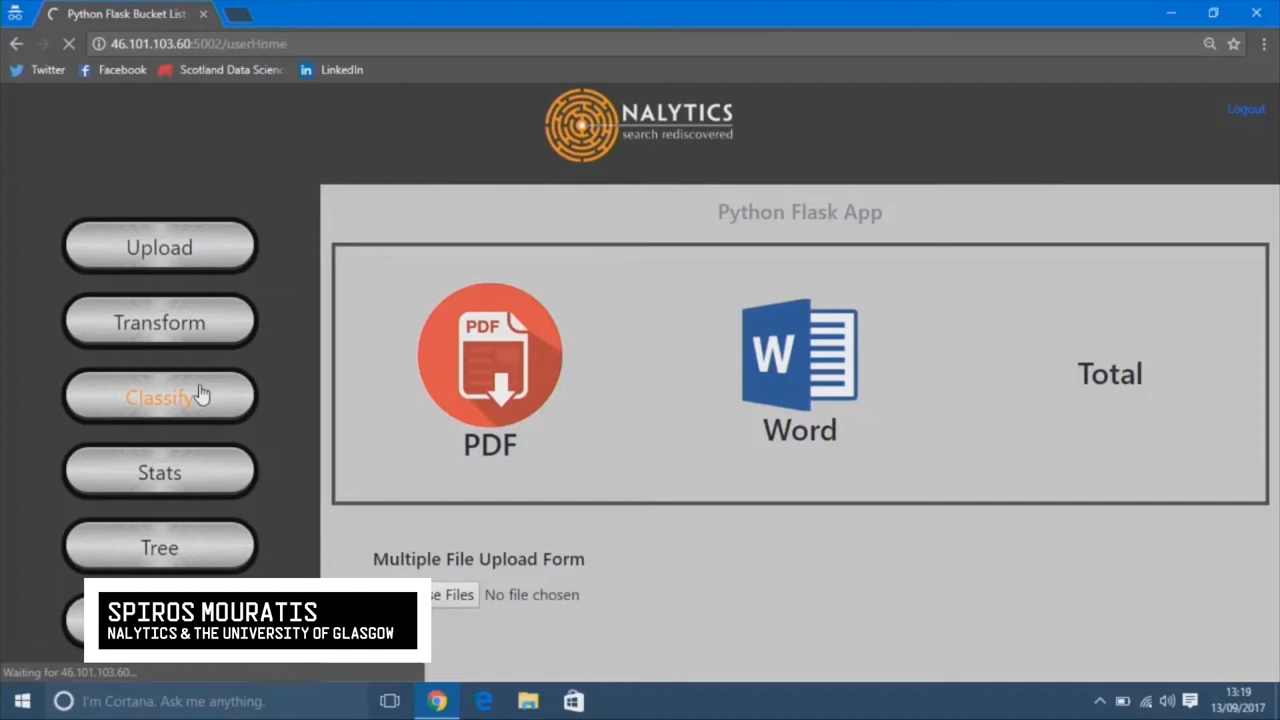 Python Flask Bucket List
46.101.103.60:5002/userHome
Twitter
Facebook
Scotland Data Scienc
LinkedIn
NALYTICS
search rediscovered
Logout
Python Flask App
Upload
Transform
Classify
Stats
Tree
PDF
PDF
W
Word
Total
Multiple File Upload Form
se Files No file chosen
SPIROS MOURATIS
NALYTICS & THE UNIVERSITY OF GLASGOW
Waiting for 46.101.103.60...
I'm Cortana. Ask me anything.
13:19
13/09/2017